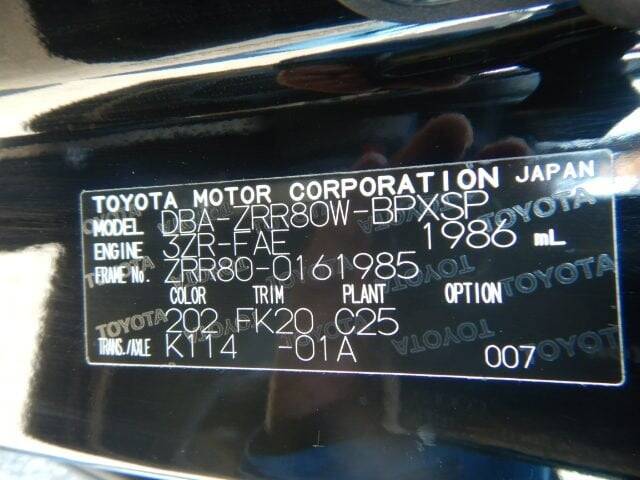 TOYOTA MOTOR CORPORATION JAPAN
MODEL DBA-ZRR80W-BPXSP
ENGINE 3ZR-FAE 1986 mL
FRAME No. ZRR80-0161985
COLOR TRIM PLANT OPTION
202 FK20 C25
TRANS./AXLE K114 -01A 007